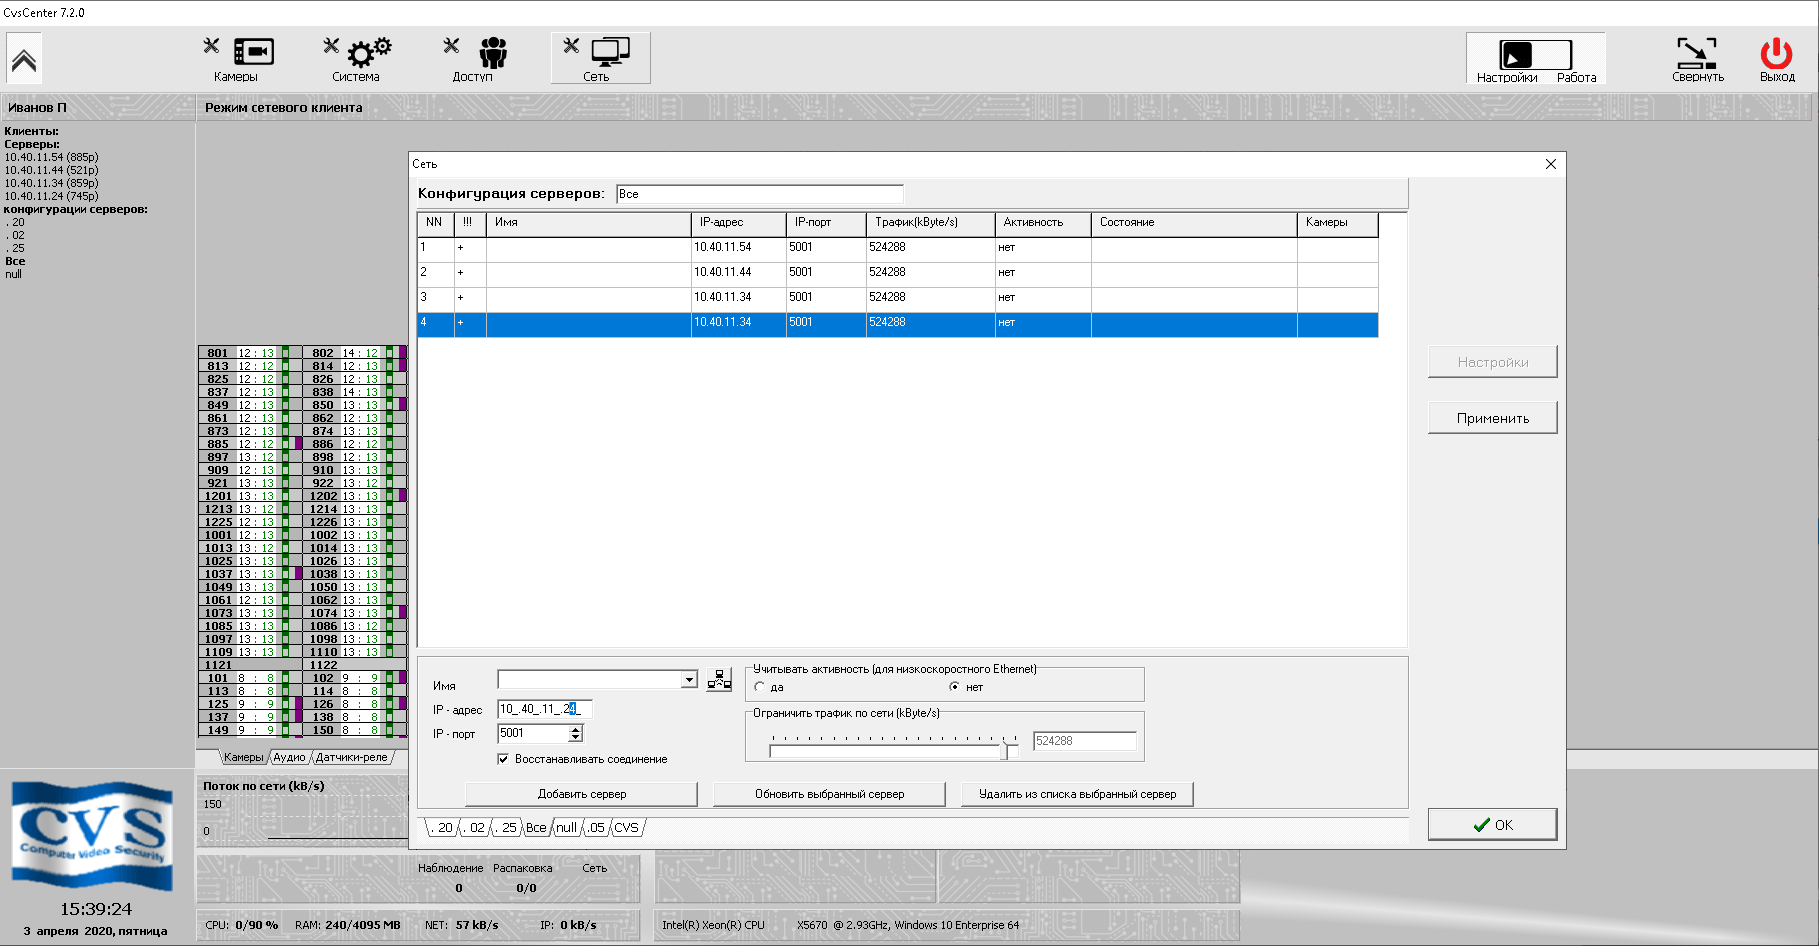 CvsCenter 7.2.0
Камеры Система Доступ Сеть Настройки Работа Свернуть Выход
Иванов П Режим сетевого клиента
Клиенты:
Серверы:
10.40.11.54 (885p)
10.40.11.44 (521p)
10.40.11.34 (859p)
10.40.11.24 (745p)
конфигурации серверов:
. 20
. 02
. 25
Все
null
801 12 : 13 802 14 : 12
813 12 : 12 814 12 : 13
825 12 : 12 826 12 : 13
837 12 : 12 838 14 : 13
849 12 : 13 850 13 : 13
861 12 : 13 862 12 : 13
873 12 : 12 874 13 : 13
885 12 : 12 886 12 : 12
897 13 : 12 898 12 : 13
909 12 : 13 910 13 : 13
921 13 : 13 922 13 : 12
1201 13 : 13 1202 13 : 13
1213 13 : 12 1214 13 : 13
1225 12 : 12 1226 13 : 13
1001 12 : 13 1002 13 : 13
1013 13 : 12 1014 13 : 13
1025 13 : 13 1026 13 : 13
1037 13 : 13 1038 13 : 13
1049 13 : 13 1050 13 : 13
1061 12 : 13 1062 13 : 13
1073 13 : 13 1074 13 : 13
1085 13 : 13 1086 13 : 12
1097 13 : 13 1098 13 : 13
1109 13 : 13 1110 13 : 13
1121 1122
101 8 : 8 102 9 : 9
113 8 : 8 114 8 : 8
125 9 : 9 126 8 : 8
137 9 : 9 138 8 : 8
149 9 : 9 150 8 : 8
Камеры Аудио Датчики-реле
Сеть
Конфигурация серверов: Все
NN !!! Имя IP-адрес IP-порт Трафик(kByte/s) Активность Состояние Камеры
1 + 10.40.11.54 5001 524288 нет
2 + 10.40.11.44 5001 524288 нет
3 + 10.40.11.34 5001 524288 нет
4 + 10.40.11.34 5001 524288 нет
Настройки
Применить
Имя
IP - адрес 10_.40_.11_.24_
IP - порт 5001
Восстанавливать соединение
Учитывать активность (для низкоскоростного Ethernet)
да нет
Ограничить трафик по сети (kByte/s)
524288
Добавить сервер Обновить выбранный сервер Удалить из списка выбранный сервер
. 20 . 02 . 25 Все null .05 CVS
OK
CVS
Computer Video Security
15:39:24
3 апреля 2020, пятница
Поток по сети (kB/s)
150
0
Наблюдение Распаковка Сеть
0 0/0
CPU: 0/90 % RAM: 240/4095 MB NET: 57 kB/s IP: 0 kB/s
Intel(R) Xeon(R) CPU X5670 @ 2.93GHz, Windows 10 Enterprise 64